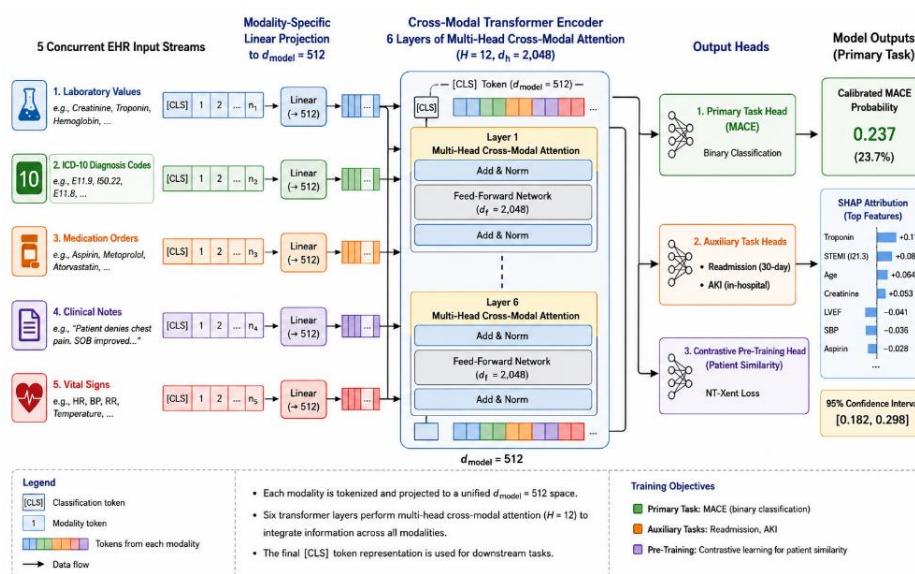 5 Concurrent EHR Input Streams
Modality-Specific
Linear Projection
to d_model = 512
Cross-Modal Transformer Encoder
6 Layers of Multi-Head Cross-Modal Attention
(H = 12, d_h = 2,048)
Output Heads
Model Outputs
(Primary Task)
1. Laboratory Values
e.g., Creatinine, Troponin,
Hemoglobin, ...
[CLS] 1 2 ... n₁
Linear
(→ 512)
...
10
2. ICD-10 Diagnosis Codes
e.g., E11.9, I50.22,
E11.8, ...
[CLS] 1 2 ... n₂
Linear
(→ 512)
...
3. Medication Orders
e.g., Aspirin, Metoprolol,
Atorvastatin, ...
[CLS] 1 2 ... n₃
Linear
(→ 512)
...
4. Clinical Notes
e.g., "Patient denies chest
pain. SOB improved..."
[CLS] 1 2 ... n₄
Linear
(→ 512)
...
5. Vital Signs
e.g., HR, BP, RR,
Temperature, ...
[CLS] 1 2 ... n₅
Linear
(→ 512)
...
[CLS] Token (d_model = 512)
[CLS]
...
Layer 1
Multi-Head Cross-Modal Attention
Add & Norm
Feed-Forward Network
(d_f = 2,048)
Add & Norm
Layer 6
Multi-Head Cross-Modal Attention
Add & Norm
Feed-Forward Network
(d_f = 2,048)
Add & Norm
...
d_model = 512
1. Primary Task Head
(MACE)
Binary Classification
2. Auxiliary Task Heads
• Readmission (30-day)
• AKI (in-hospital)
3. Contrastive Pre-Training Head
(Patient Similarity)
NT-Xent Loss
Calibrated MACE
Probability
0.237
(23.7%)
SHAP Attribution
(Top Features)
Troponin +0.11
STEMI (I21.3) +0.08
Age +0.064
Creatinine +0.053
LVEF −0.041
SBP −0.036
Aspirin −0.028
...
95% Confidence Interva
[0.182, 0.298]
Legend
[CLS] Classification token
1 Modality token
Tokens from each modality
Data flow
• Each modality is tokenized and projected to a unified d_model = 512 space.
• Six transformer layers perform multi-head cross-modal attention (H = 12) to
integrate information across all modalities.
• The final [CLS] token representation is used for downstream tasks.
Training Objectives
Primary Task: MACE (binary classification)
Auxiliary Tasks: Readmission, AKI
Pre-Training: Contrastive learning for patient similarity